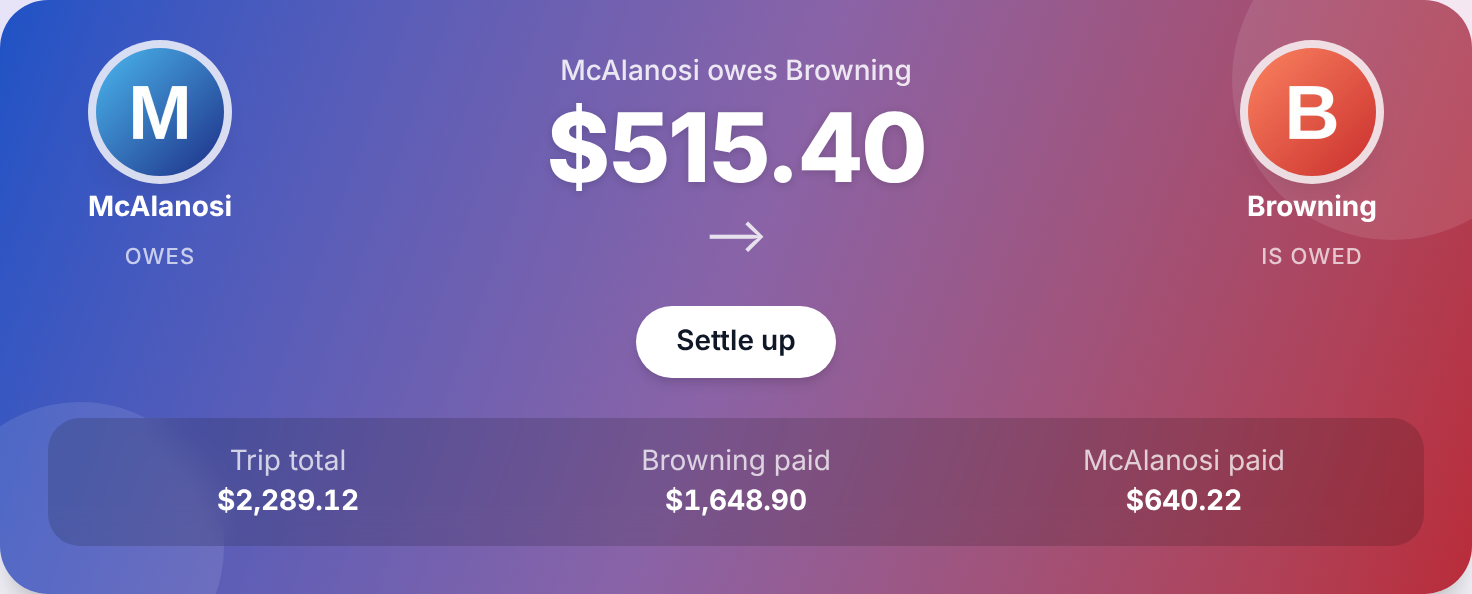 M
McAlanosi
OWES
McAlanosi owes Browning
$515.40
→
Settle up
B
Browning
IS OWED
Trip total
$2,289.12
Browning paid
$1,648.90
McAlanosi paid
$640.22